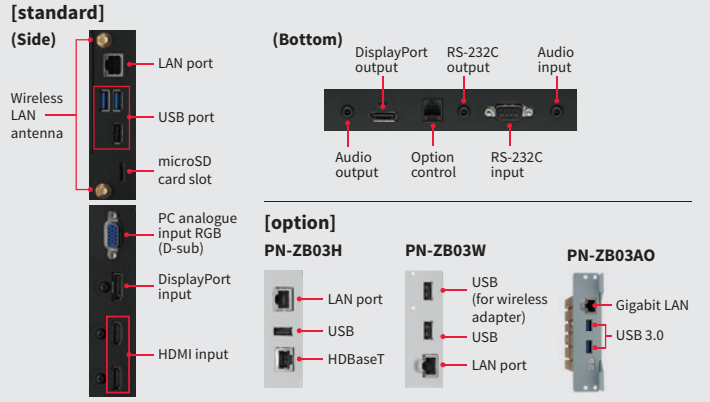 [standard]
(Side)
LAN port
Wireless
LAN
antenna
USB port
microSD
card slot
PC analogue
input RGB
(D-sub)
DisplayPort
input
HDMI input
(Bottom)
DisplayPort
output
RS-232C
output
Audio
input
Audio
output
Option
control
RS-232C
input
[option]
PN-ZB03H
LAN port
USB
HDBaseT
PN-ZB03W
USB
(for wireless
adapter)
USB
LAN port
PN-ZB03AO
Gigabit LAN
USB 3.0